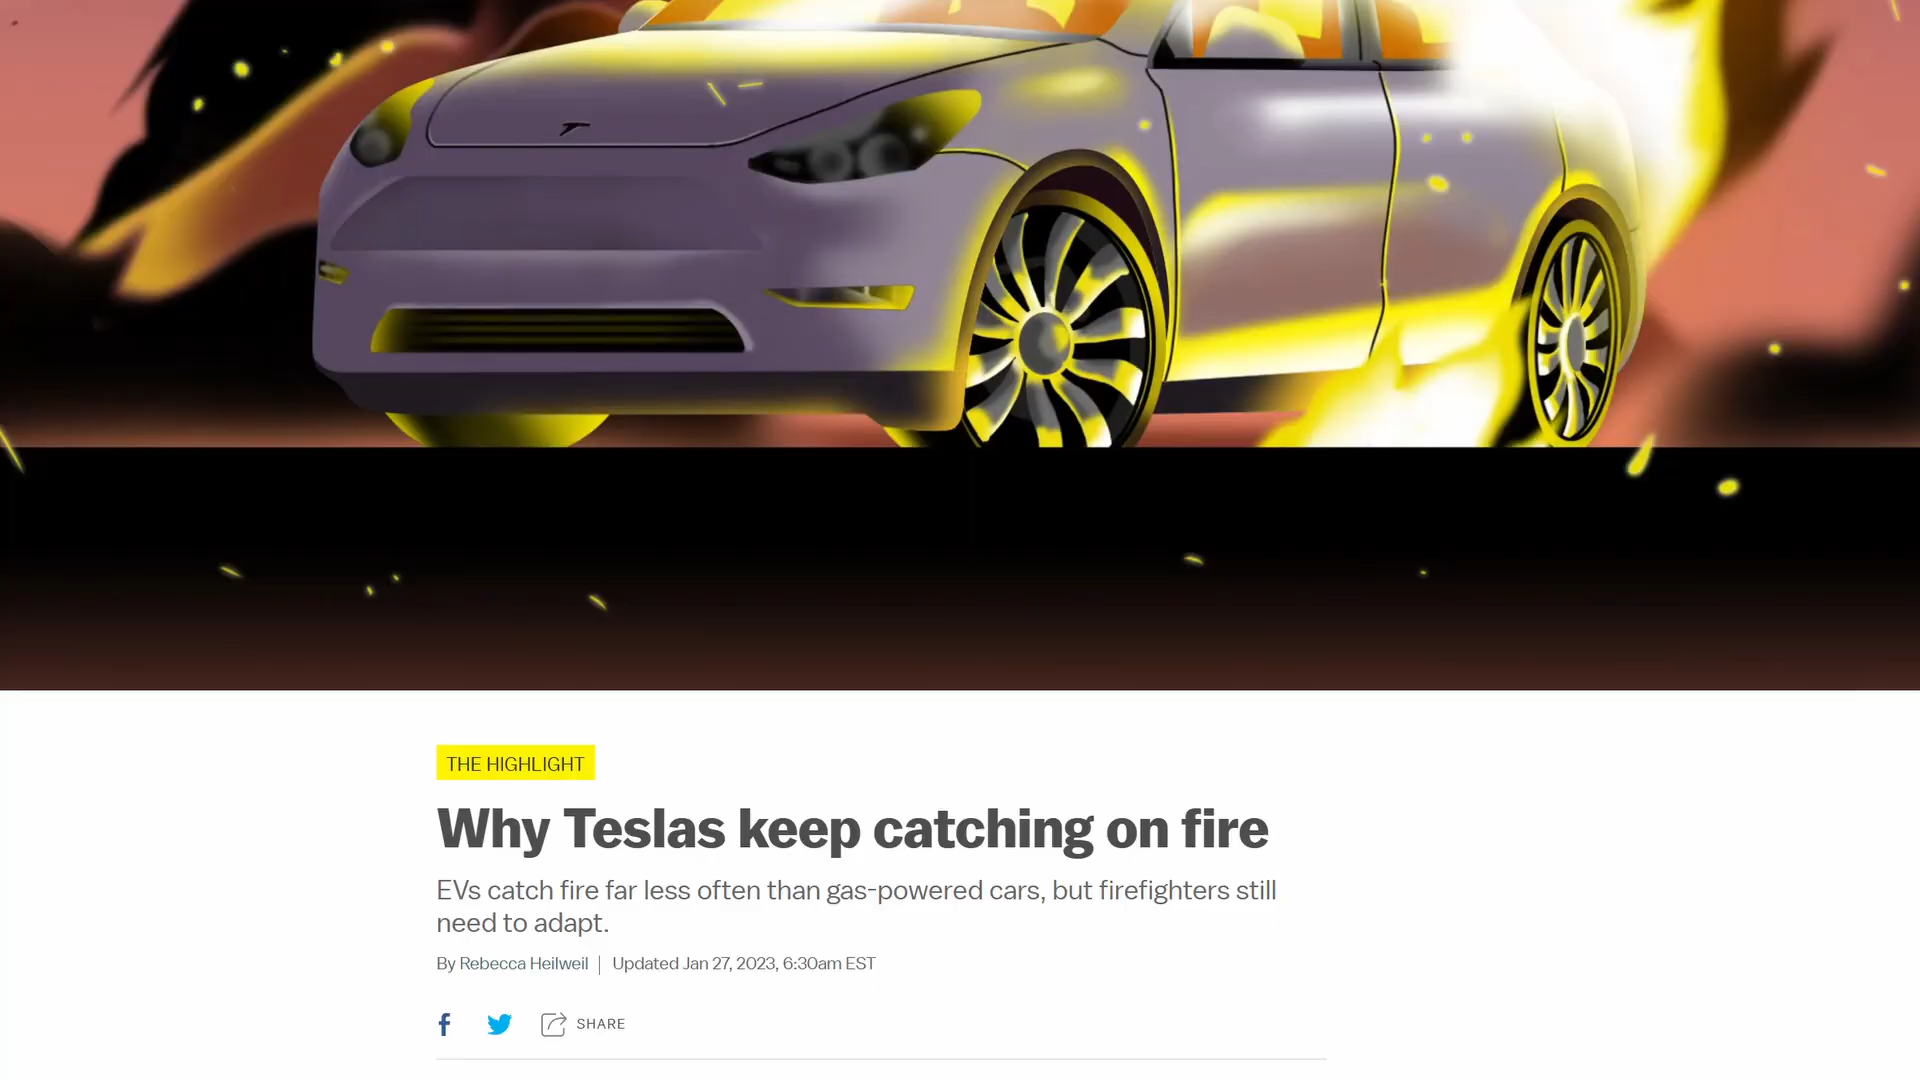 THE HIGHLIGHT
Why Teslas keep catching on fire
EVs catch fire far less often than gas-powered cars, but firefighters still
need to adapt.
By Rebecca Heilweil | Updated Jan 27, 2023, 6:30am EST
SHARE